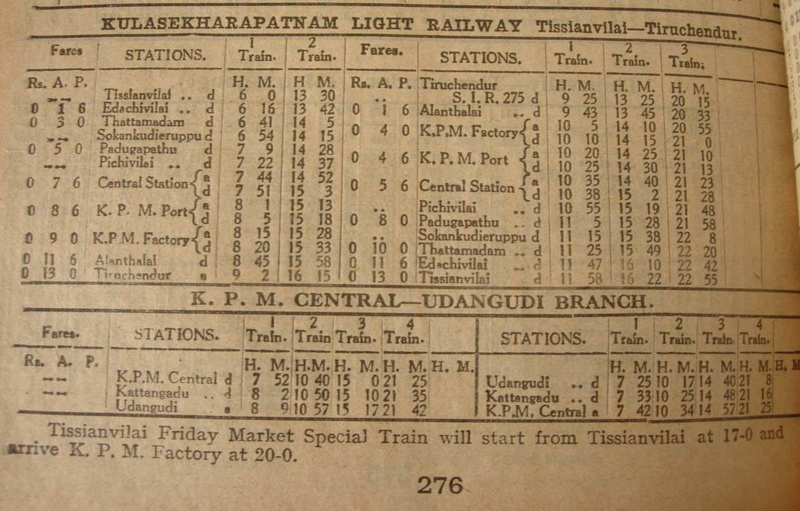 KULASEKHARAPATNAM LIGHT RAILWAY Tissianvilai—Tiruchendur.
Fares STATIONS. 1 Train. 2 Train. Fares. STATIONS. 1 Train. 2 Train. 3 Train;
Rs. A. P. H. M. H M. Rs. A. P. Tiruchendur H. M. H. M. H. M.
Tissianvilai .. d 6 0 13 30 .. S. I. R. 275 d 9 25 13 25 20 15
0 1 6 Edachivilai .. d 6 16 13 42 0 1 6 Alanthalai .. d 9 43 13 45 20 33
0 3 0 Thattamadam d 6 41 14 5 0 4 0 K.P.M. Factory { a 10 5 14 10 20 55
Sokankudieruppu d 6 54 14 15 d 10 10 14 15 21 0
0 5 0 Padugapathu d 7 9 14 28 0 4 6 K. P. M. Port { a 10 20 14 25 21 10
Pichivilai .. d 7 22 14 37 d 10 25 14 30 21 13
0 7 6 Central Station { a 7 44 14 52 0 5 6 Central Station { a 10 35 14 40 21 23
d 7 51 15 3 d 10 38 15 2 21 28
0 8 6 K. P. M. Port { a 8 1 15 13 .. Pichivilai .. d 10 55 15 19 21 48
d 8 5 15 18 0 8 0 Padugapathu .. d 11 5 15 28 21 58
0 9 0 K.P.M. Factory { a 8 15 15 28 .. Sokankudieruppu d 11 15 15 38 22 8
d 8 20 15 33 0 10 0 Thattamadam .. d 11 25 15 49 22 20
0 11 6 Alanthalai d 8 45 15 58 0 11 6 Edachivilai .. d 11 47 16 10 22 42
0 13 0 Tiruchendur a 9 2 16 15 0 13 0 Tissianvilai d 11 58 16 22 22 55
K. P. M. CENTRAL—UDANGUDI BRANCH.
Fares. STATIONS. 1 Train. 2 Train 3 Train. 4 Train. STATIONS. 1 Train. 2 Train. 3 Train 4 Train.
Rs. A. P. H. M. H.M. H. M. H. M. H. M. H. M. H. M. H. M. H. M. H. M
K.P.M. Central d 7 52 10 40 15 0 21 25 Udangudi .. d 7 25 10 17 14 40 21 8
Kattangadu .. d 8 2 10 50 15 10 21 35 Kattangadu .. d 7 33 10 25 14 48 21 16
Udangudi a 8 9 10 57 15 17 21 42 K.P.M, Central a 7 42 10 34 14 57 21 25
Tissianvilai Friday Market Special Train will start from Tissianvilai at 17-0 and
arrive K. P. M. Factory at 20-0.
276